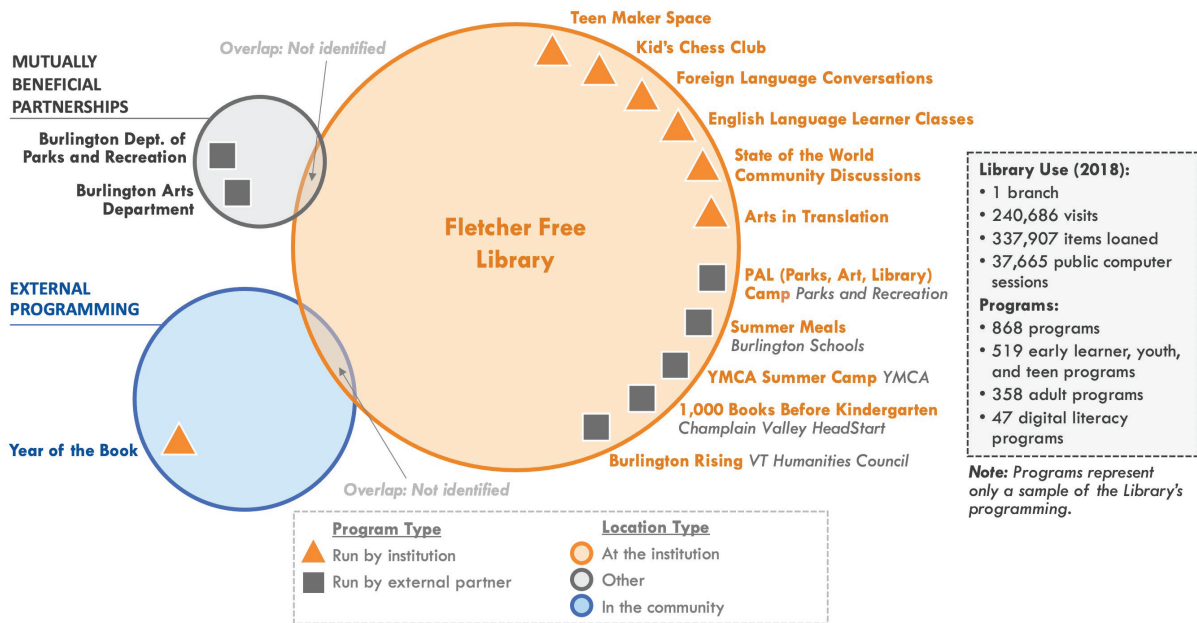 Teen Maker Space
Overlap: Not identified
Kid's Chess Club
MUTUALLY
BENEFICIAL
PARTNERSHIPS
Foreign Language Conversations
Burlington Dept. of
Parks and Recreation
English Language Learner Classes
Burlington Arts
Department
State of the World
Community Discussions
Fletcher Free
Library
Arts in Translation
EXTERNAL
PROGRAMMING
PAL (Parks, Art, Library)
Camp Parks and Recreation
Summer Meals
Burlington Schools
YMCA Summer Camp YMCA
1,000 Books Before Kindergarten
Champlain Valley HeadStart
Year of the Book
Burlington Rising VT Humanities Council
Overlap: Not identified
Library Use (2018):
• 1 branch
• 240,686 visits
• 337,907 items loaned
• 37,665 public computer
sessions
Programs:
• 868 programs
• 519 early learner, youth,
and teen programs
• 358 adult programs
• 47 digital literacy
programs
Note: Programs represent
only a sample of the Library's
programming.
Program Type
Run by institution
Run by external partner
Location Type
At the institution
Other
In the community